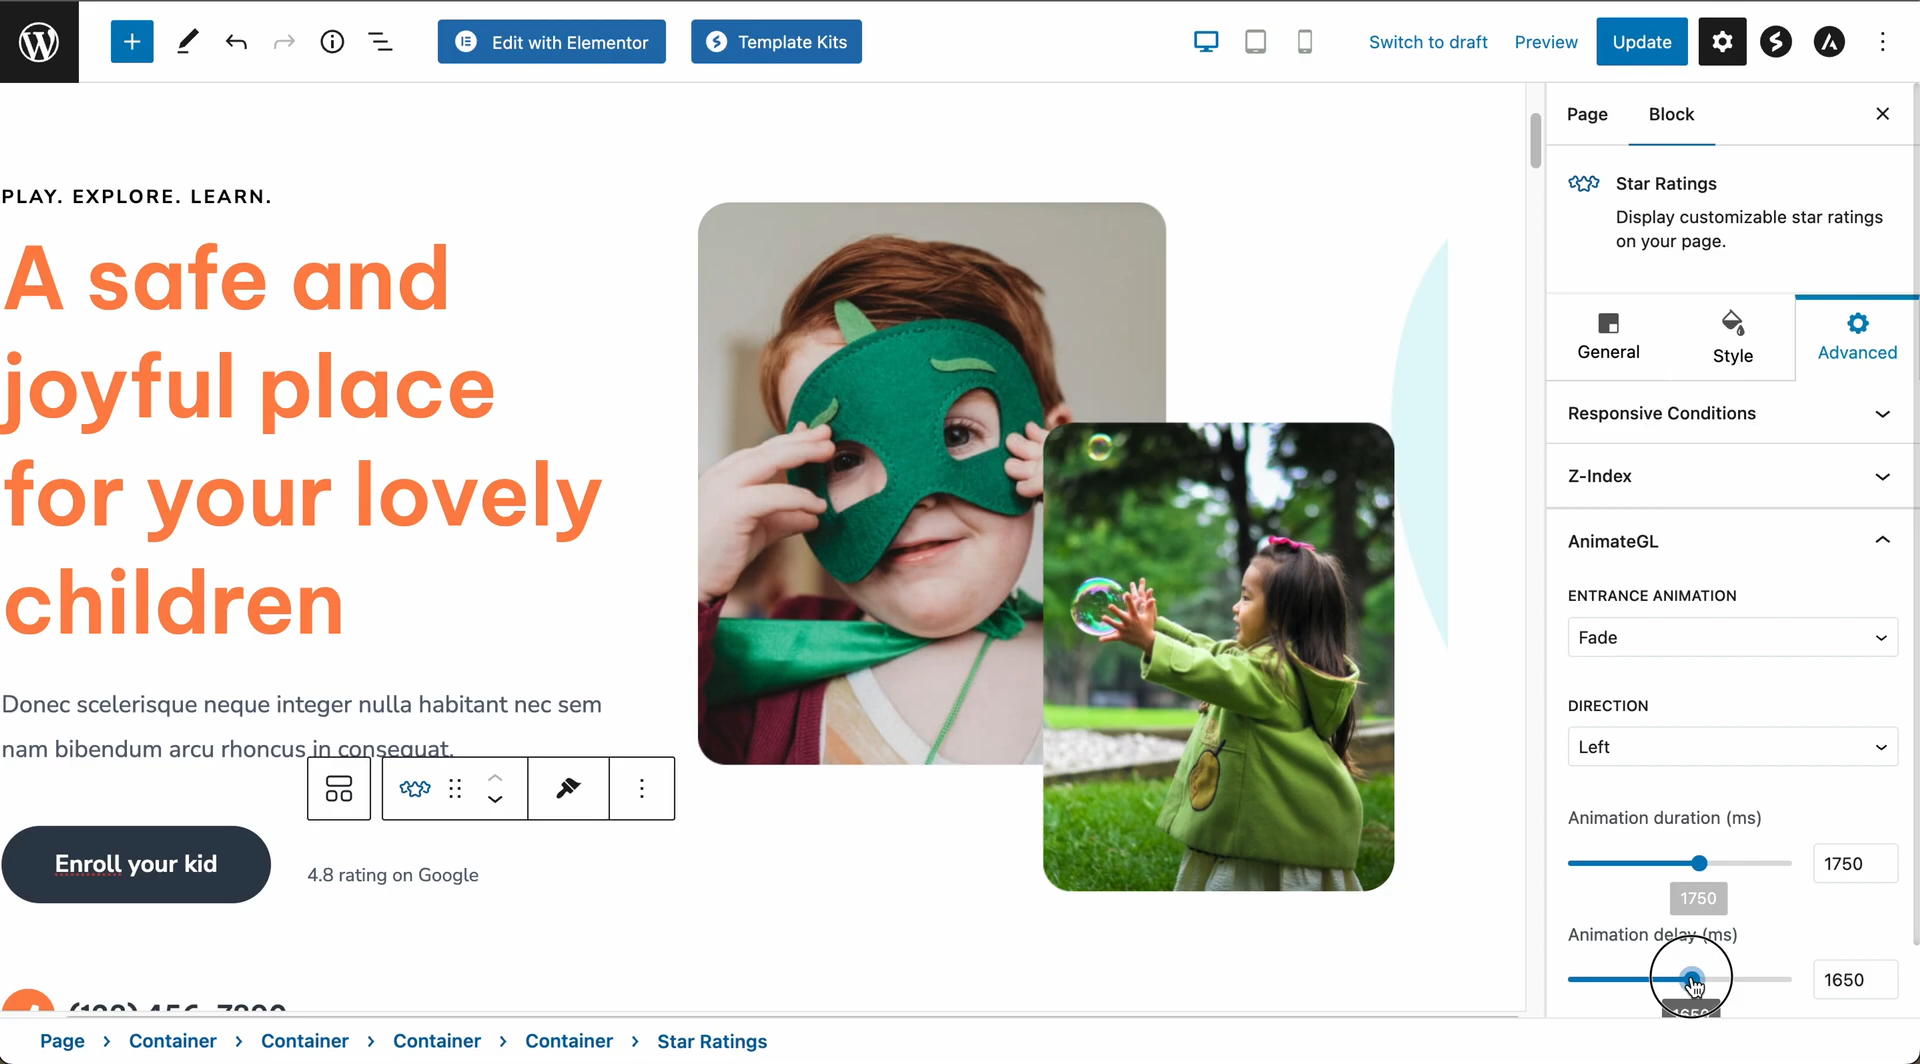 Edit with Elementor
Template Kits
Switch to draft
Preview
Update
Page
Block
Star Ratings
Display customizable star ratings
on your page.
General
Style
Advanced
Responsive Conditions
Z-Index
AnimateGL
ENTRANCE ANIMATION
Fade
DIRECTION
Left
Animation duration (ms)
1750
1750
Animation delay (ms)
1650
1650
PLAY. EXPLORE. LEARN.
A safe and
joyful place
for your lovely
children
Donec scelerisque neque integer nulla habitant nec sem
nam bibendum arcu rhoncus in consequat.
Enroll your kid
4.8 rating on Google
Page › Container › Container › Container › Container › Star Ratings